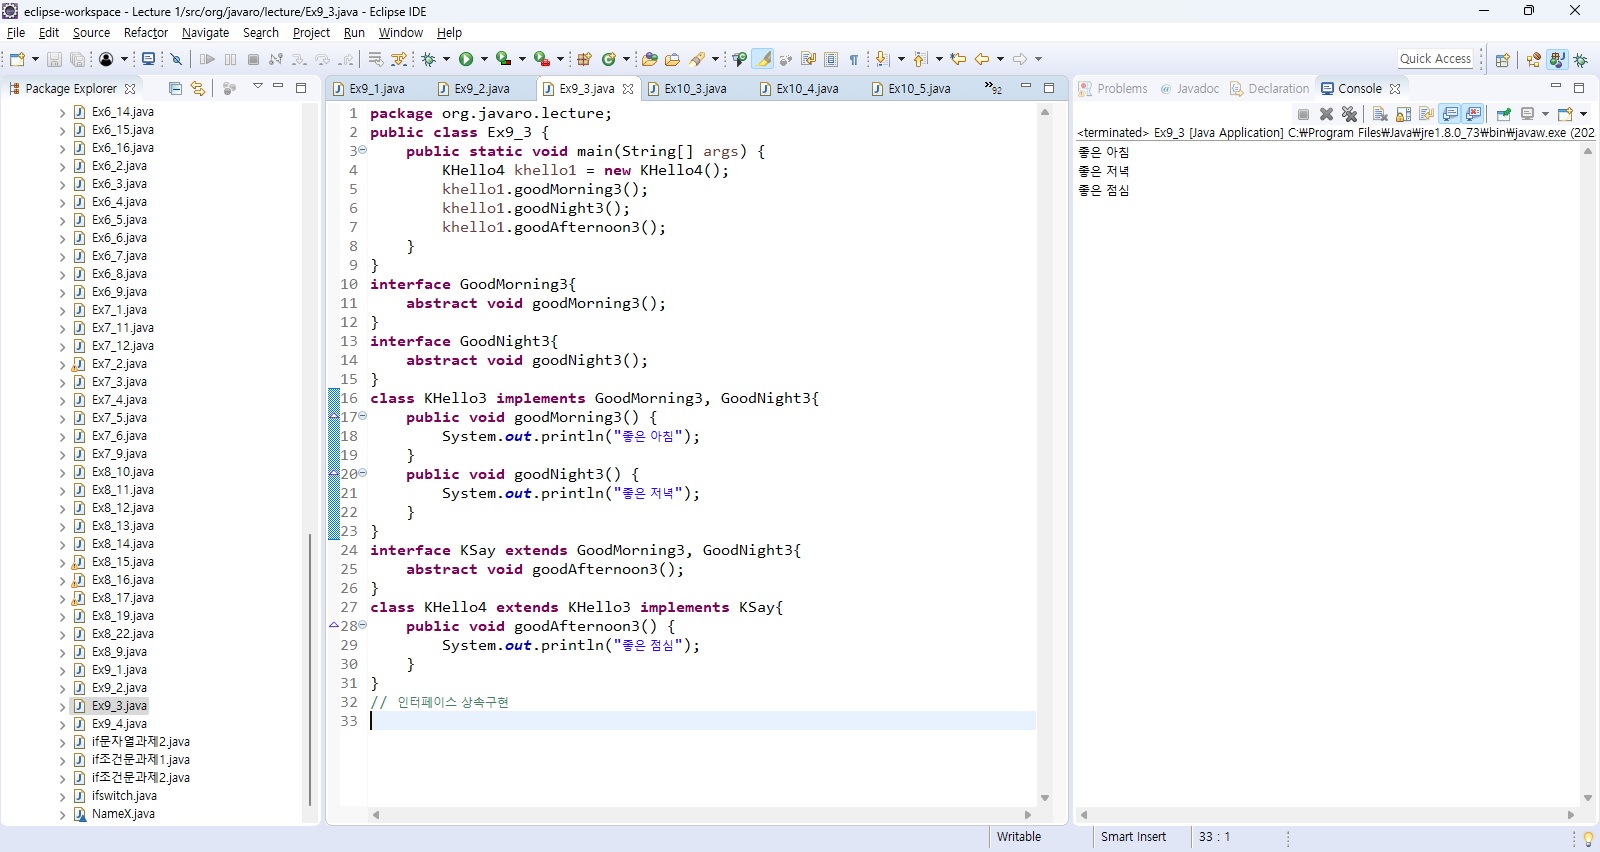 eclipse-workspace - Lecture 1/src/org/javaro/lecture/Ex9_3.java - Eclipse IDE
File Edit Source Refactor Navigate Search Project Run Window Help
Quick Access
Package Explorer
Ex6_14.java
Ex6_15.java
Ex6_16.java
Ex6_2.java
Ex6_3.java
Ex6_4.java
Ex6_5.java
Ex6_6.java
Ex6_7.java
Ex6_8.java
Ex6_9.java
Ex7_1.java
Ex7_11.java
Ex7_12.java
Ex7_2.java
Ex7_3.java
Ex7_4.java
Ex7_5.java
Ex7_6.java
Ex7_9.java
Ex8_10.java
Ex8_11.java
Ex8_12.java
Ex8_13.java
Ex8_14.java
Ex8_15.java
Ex8_16.java
Ex8_17.java
Ex8_19.java
Ex8_22.java
Ex8_9.java
Ex9_1.java
Ex9_2.java
Ex9_3.java
Ex9_4.java
if문자열과제2.java
if조건문과제1.java
if조건문과제2.java
ifswitch.java
NameX.java
Ex9_1.java Ex9_2.java Ex9_3.java Ex10_3.java Ex10_4.java Ex10_5.java »92
1 package org.javaro.lecture;
2 public class Ex9_3 {
3 public static void main(String[] args) {
4 KHello4 khello1 = new KHello4();
5 khello1.goodMorning3();
6 khello1.goodNight3();
7 khello1.goodAfternoon3();
8 }
9 }
10 interface GoodMorning3{
11 abstract void goodMorning3();
12 }
13 interface GoodNight3{
14 abstract void goodNight3();
15 }
16 class KHello3 implements GoodMorning3, GoodNight3{
17 public void goodMorning3() {
18 System.out.println("좋은 아침");
19 }
20 public void goodNight3() {
21 System.out.println("좋은 저녁");
22 }
23 }
24 interface KSay extends GoodMorning3, GoodNight3{
25 abstract void goodAfternoon3();
26 }
27 class KHello4 extends KHello3 implements KSay{
28 public void goodAfternoon3() {
29 System.out.println("좋은 점심");
30 }
31 }
32 // 인터페이스 상속구현
33
Problems @ Javadoc Declaration Console
<terminated> Ex9_3 [Java Application] C:₩Program Files₩Java₩jre1.8.0_73₩bin₩javaw.exe (202
좋은 아침
좋은 저녁
좋은 점심
Writable Smart Insert 33 : 1